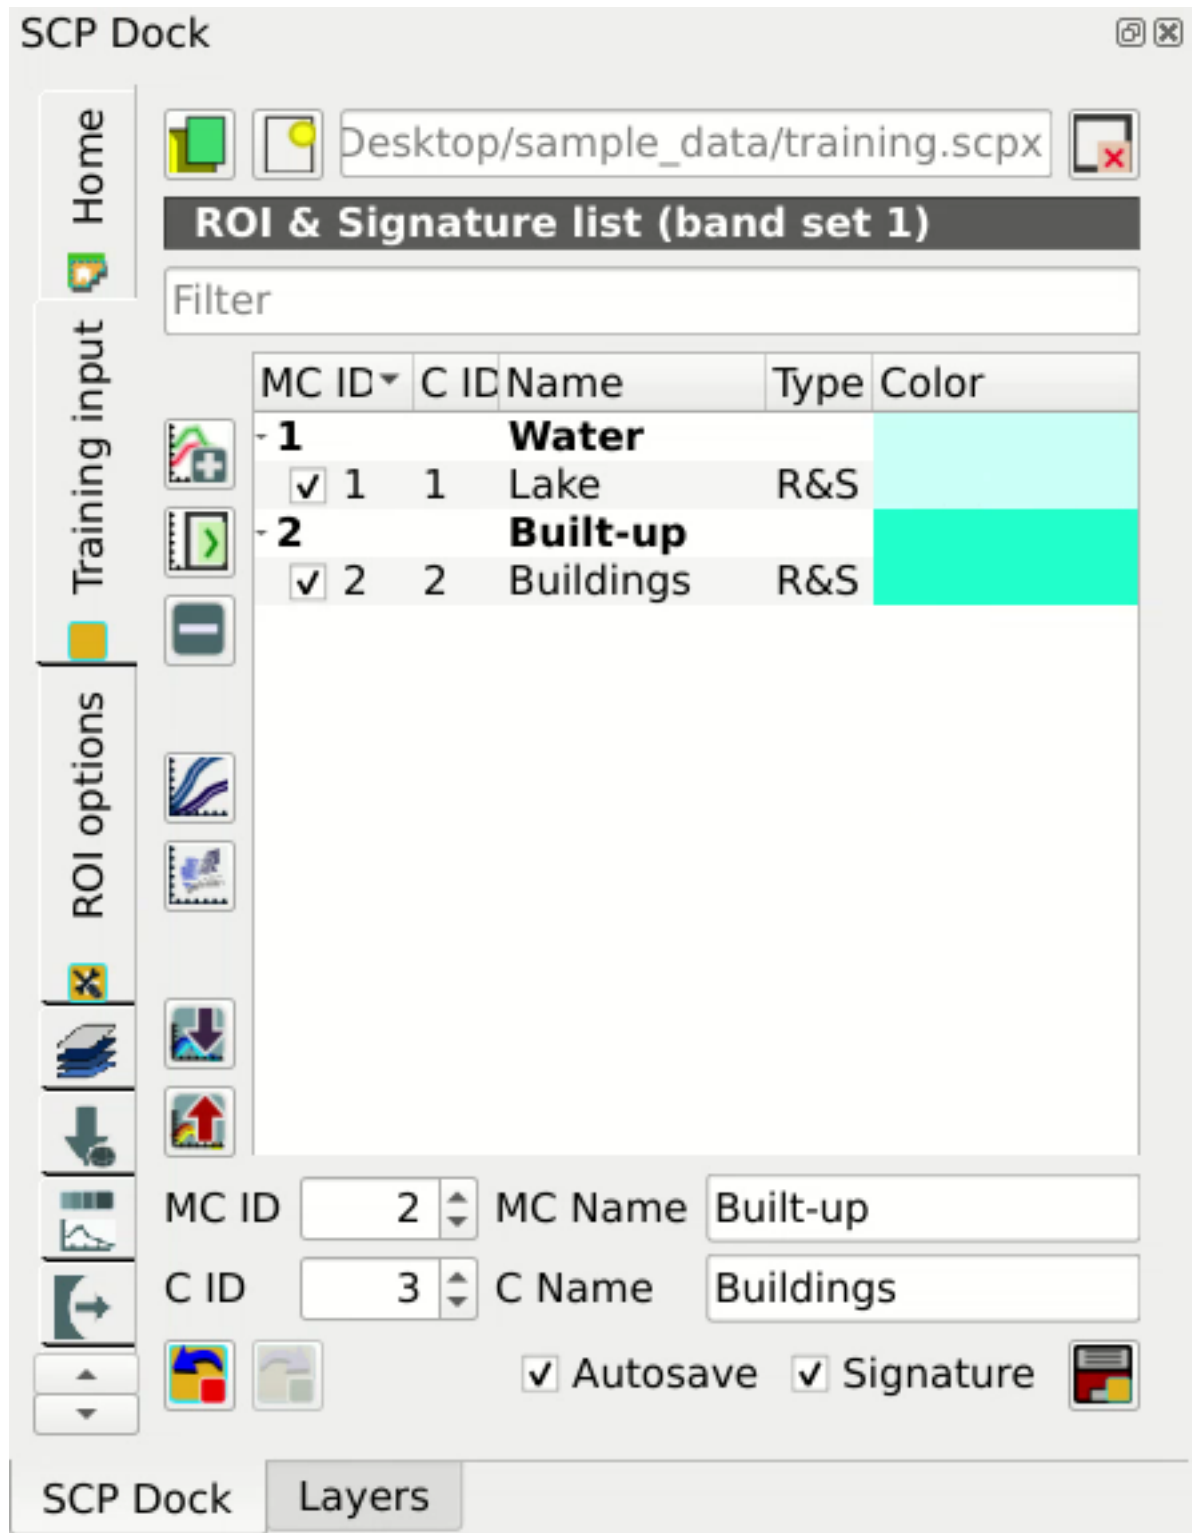 SCP Dock
Home
Training input
ROI options
Desktop/sample_data/training.scpx
ROI & Signature list (band set 1)
Filter
MC ID C ID Name Type Color
1 Water
1 1 Lake R&S
2 Built-up
2 2 Buildings R&S
MC ID 2 MC Name Built-up
C ID 3 C Name Buildings
Autosave Signature
SCP Dock Layers